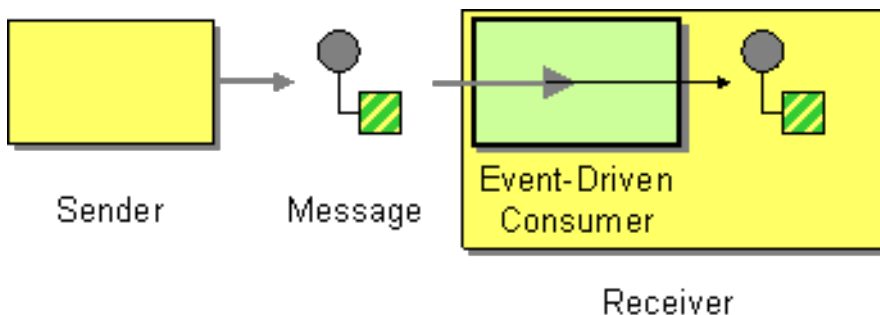 Sender
Message
Event-Driven
Consumer
Receiver